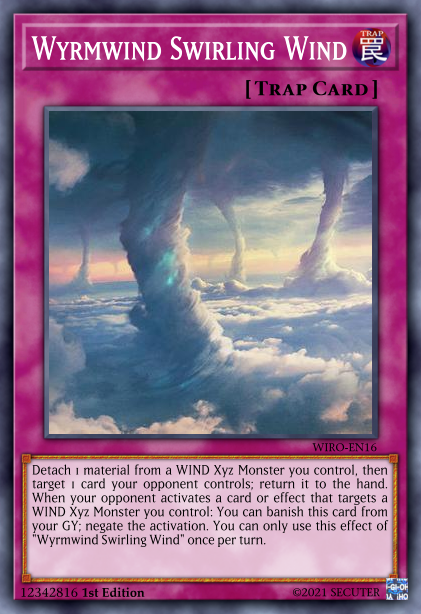 WYRMWIND SWIRLING WIND
TRAP
罠
[TRAP CARD]
WIRO-EN16
Detach 1 material from a WIND Xyz Monster you control, then
target 1 card your opponent controls; return it to the hand.
When your opponent activates a card or effect that targets a
WIND Xyz Monster you control: You can banish this card from
your GY; negate the activation. You can only use this effect of
"Wyrmwind Swirling Wind" once per turn.
12342816 1st Edition
©2021 SECUTER